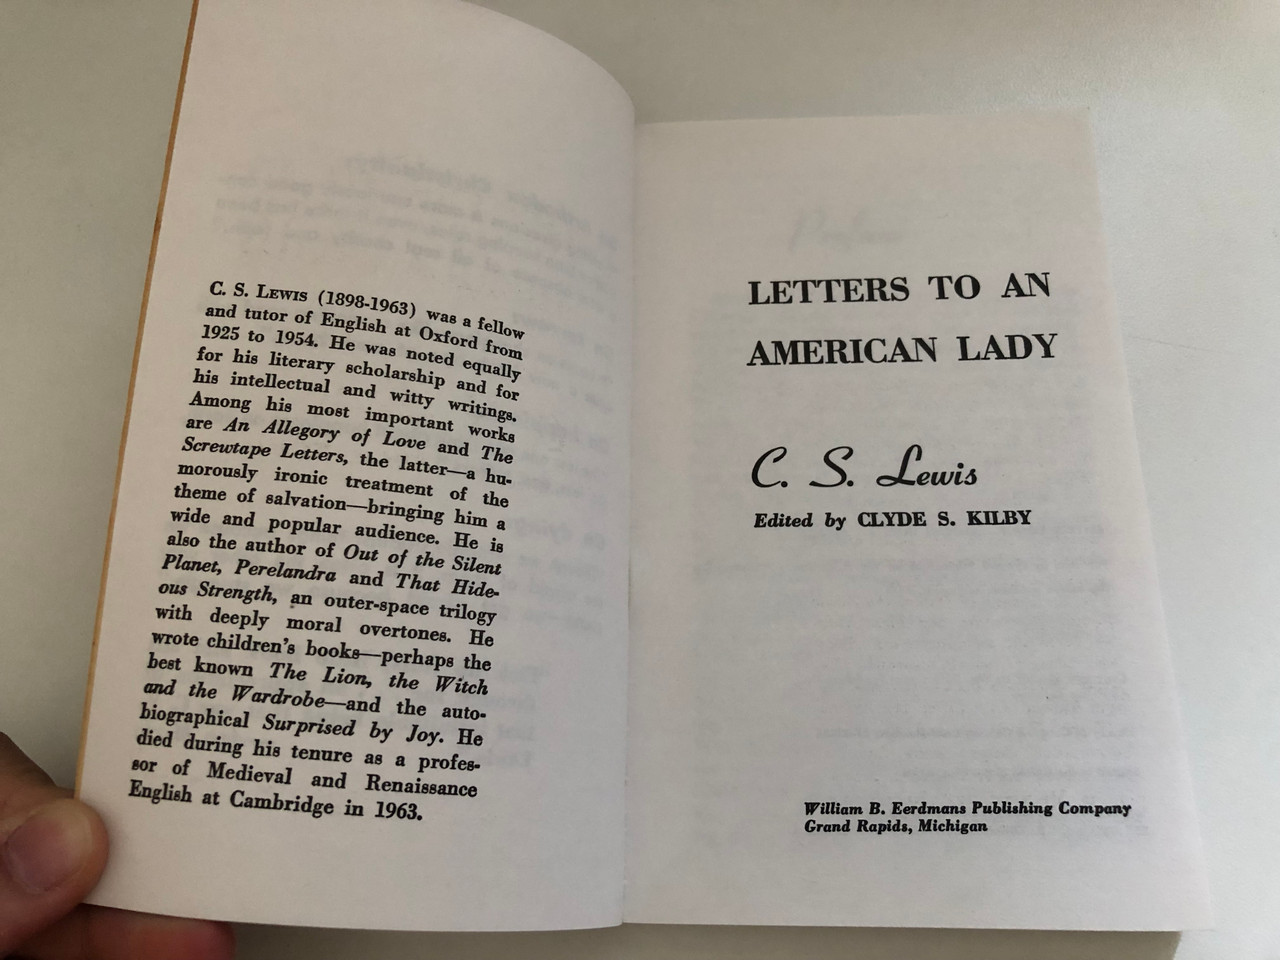 C. S. LEWIS (1898-1963) was a fellow
and tutor of English at Oxford from
1925 to 1954. He was noted equally
for his literary scholarship and for
his intellectual and witty writings.
Among his most important works
are An Allegory of Love and The
Screwtape Letters, the latter—a hu-
morously ironic treatment of the
theme of salvation—bringing him a
wide and popular audience. He is
also the author of Out of the Silent
Planet, Perelandra and That Hide-
ous Strength, an outer-space trilogy
with deeply moral overtones. He
wrote children's books—perhaps the
best known The Lion, the Witch
and the Wardrobe—and the auto-
biographical Surprised by Joy. He
died during his tenure as a profes-
sor of Medieval and Renaissance
English at Cambridge in 1963.
LETTERS TO AN
AMERICAN LADY
C. S. Lewis
Edited by CLYDE S. KILBY
William B. Eerdmans Publishing Company
Grand Rapids, Michigan